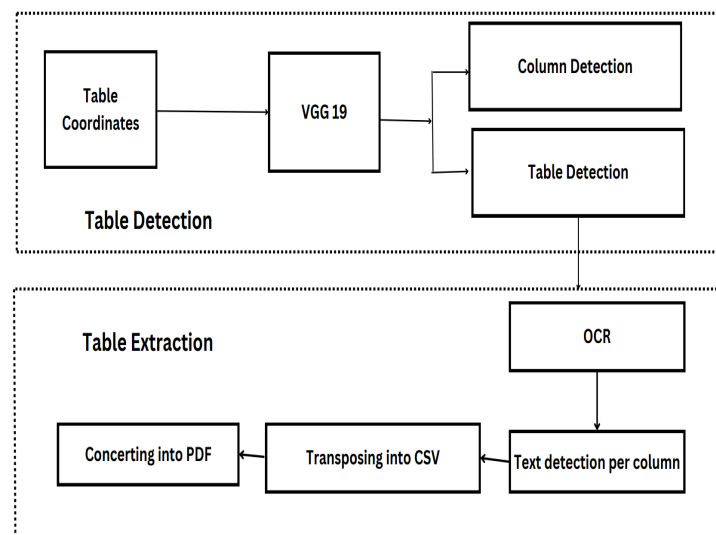 Table
Coordinates
VGG 19
Column Detection
Table Detection
Table Detection
Table Extraction
OCR
Text detection per column
Transposing into CSV
Concerting into PDF